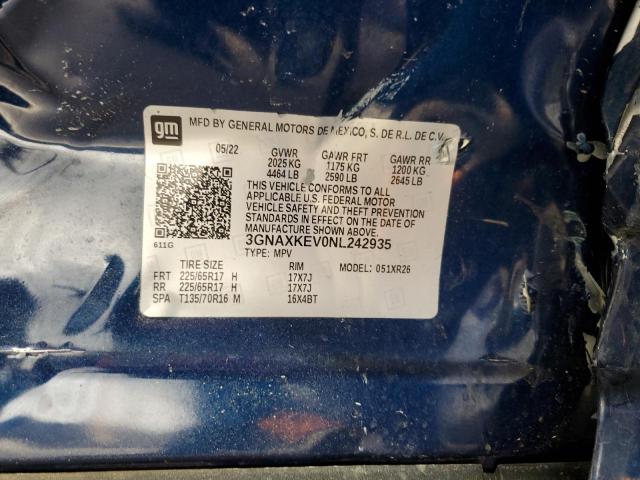 gm
MFD BY GENERAL MOTORS DE MEXICO, S. DE R.L. DE C.V.
05/22 GVWR GAWR FRT GAWR RR
2025 KG 1175 KG 1200 KG
4464 LB 2590 LB 2645 LB
THIS VEHICLE CONFORMS TO ALL
APPLICABLE U.S. FEDERAL MOTOR
VEHICLE SAFETY AND THEFT PREVENTION
STANDARDS IN EFFECT ON THE DATE OF
MANUFACTURE SHOWN ABOVE.
611G
3GNAXKEV0NL242935
TYPE: MPV
TIRE SIZE RIM MODEL: 051XR26
FRT 225/65R17 H 17X7J
RR 225/65R17 H 17X7J
SPA T135/70R16 M 16X4BT